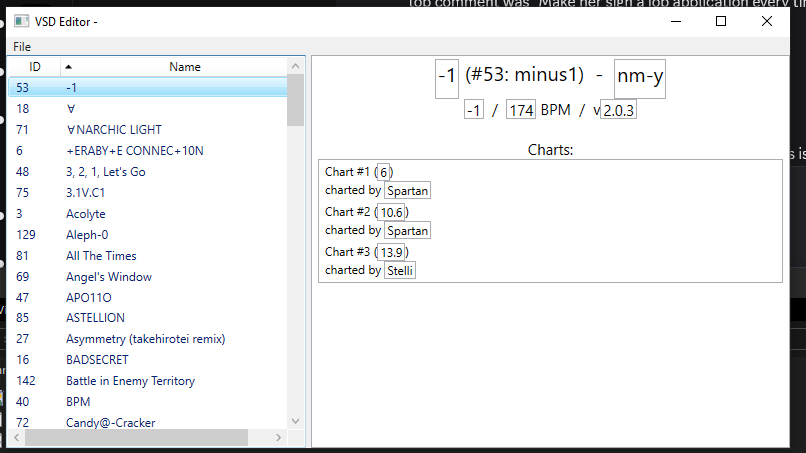 Top comment was "Make her sign a job application every
VSD Editor -
File
ID Name
53 -1
18 ∀
71 ∀NARCHIC LIGHT
6 +ERABY+E CONNEC+10N
48 3, 2, 1, Let's Go
75 3.1V.C1
3 Acolyte
129 Aleph-0
81 All The Times
69 Angel's Window
47 APO11O
85 ASTELLION
27 Asymmetry (takehirotei remix)
16 BADSECRET
142 Battle in Enemy Territory
40 BPM
72 Candy@-Cracker
-1 (#53: minus1) - nm-y
-1 / 174 BPM / v2.0.3
Charts:
Chart #1 (6)
charted by Spartan
Chart #2 (10.6)
charted by Spartan
Chart #3 (13.9)
charted by Stelli